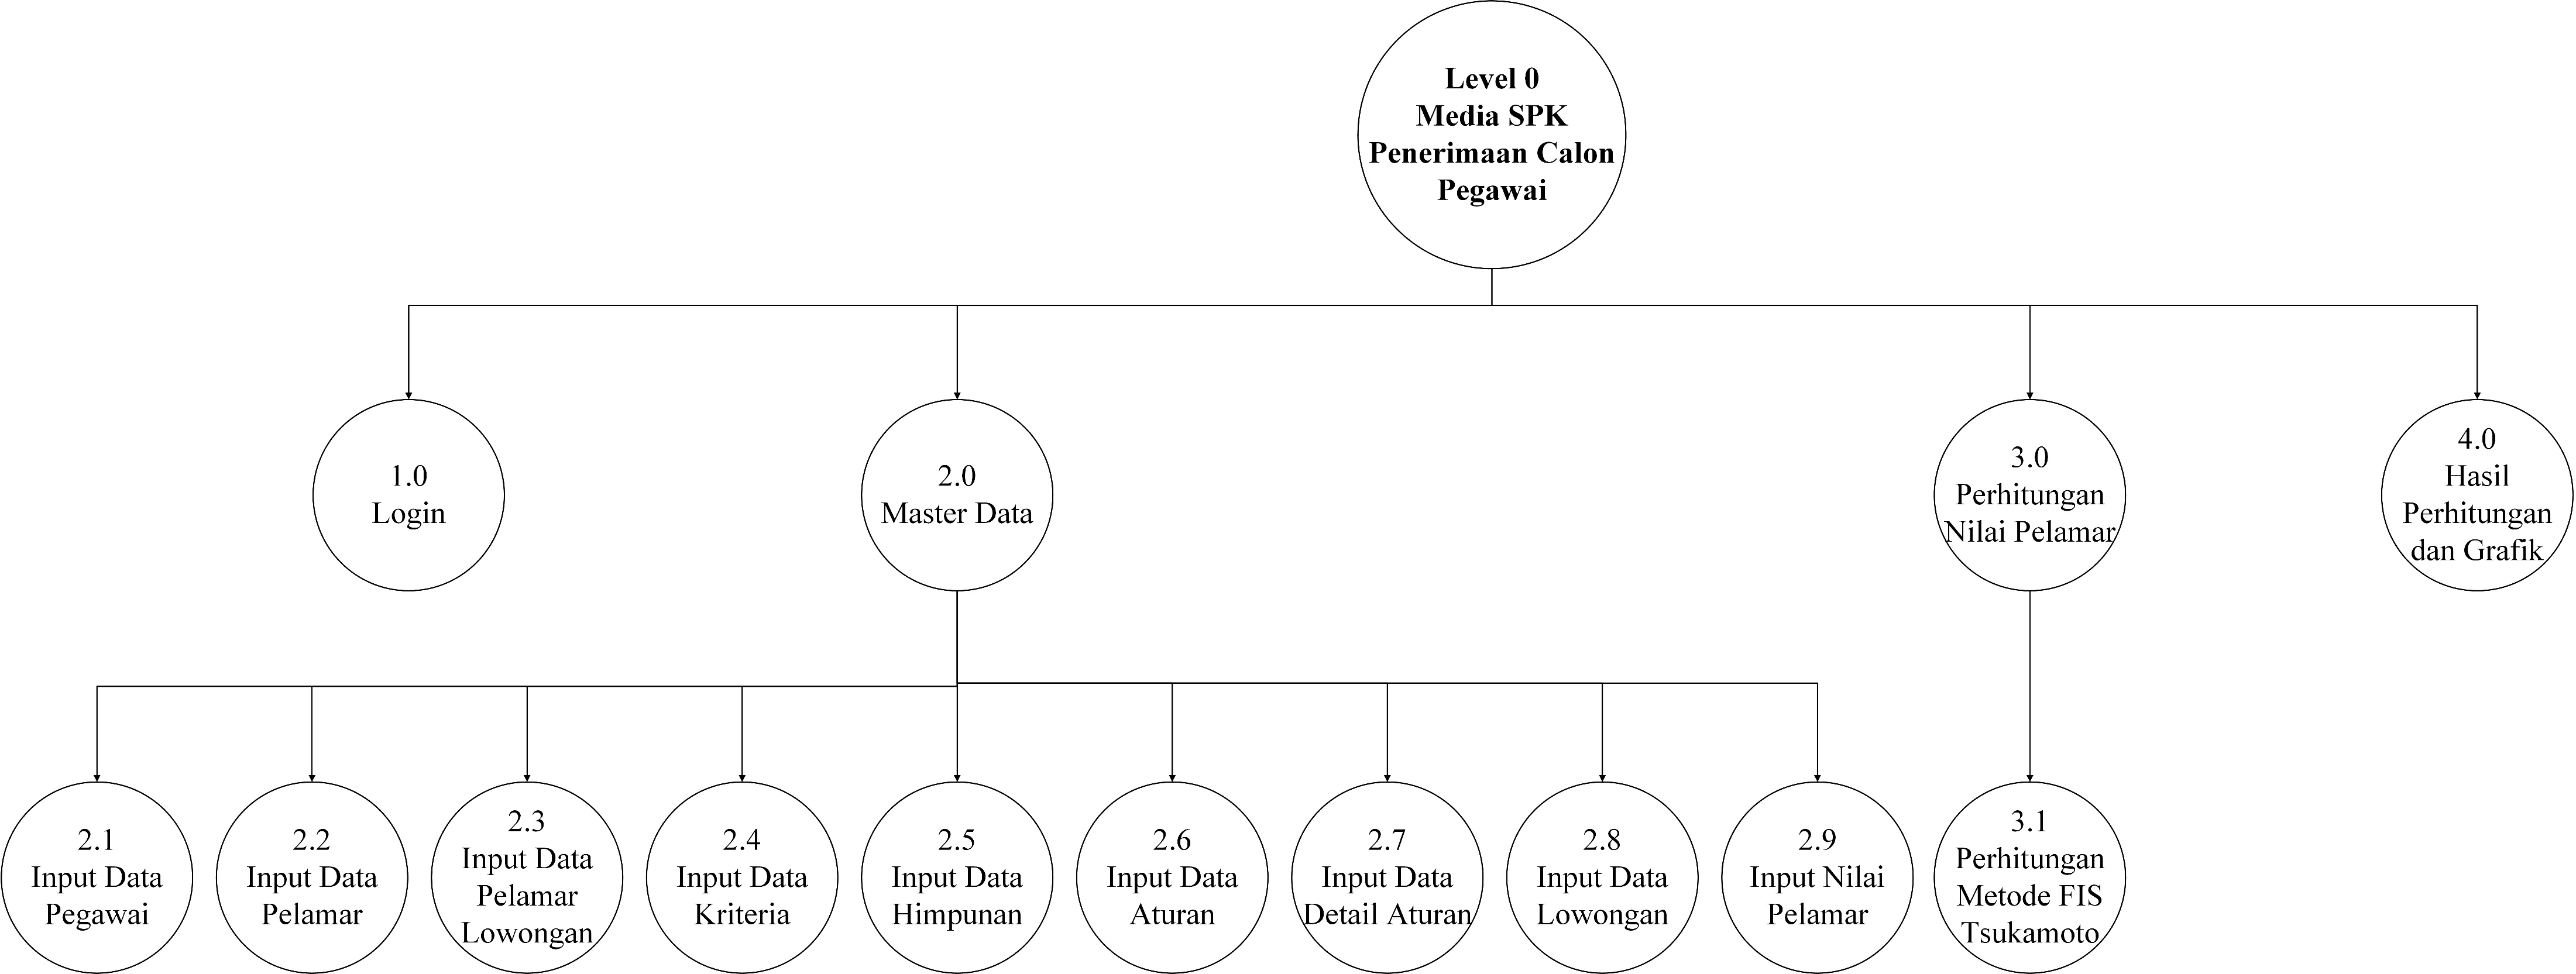 Level 0
Media SPK
Penerimaan Calon
Pegawai
1.0
Login
2.0
Master Data
3.0
Perhitungan
Nilai Pelamar
4.0
Hasil
Perhitungan
dan Grafik
2.1
Input Data
Pegawai
2.2
Input Data
Pelamar
2.3
Input Data
Pelamar
Lowongan
2.4
Input Data
Kriteria
2.5
Input Data
Himpunan
2.6
Input Data
Aturan
2.7
Input Data
Detail Aturan
2.8
Input Data
Lowongan
2.9
Input Nilai
Pelamar
3.1
Perhitungan
Metode FIS
Tsukamoto